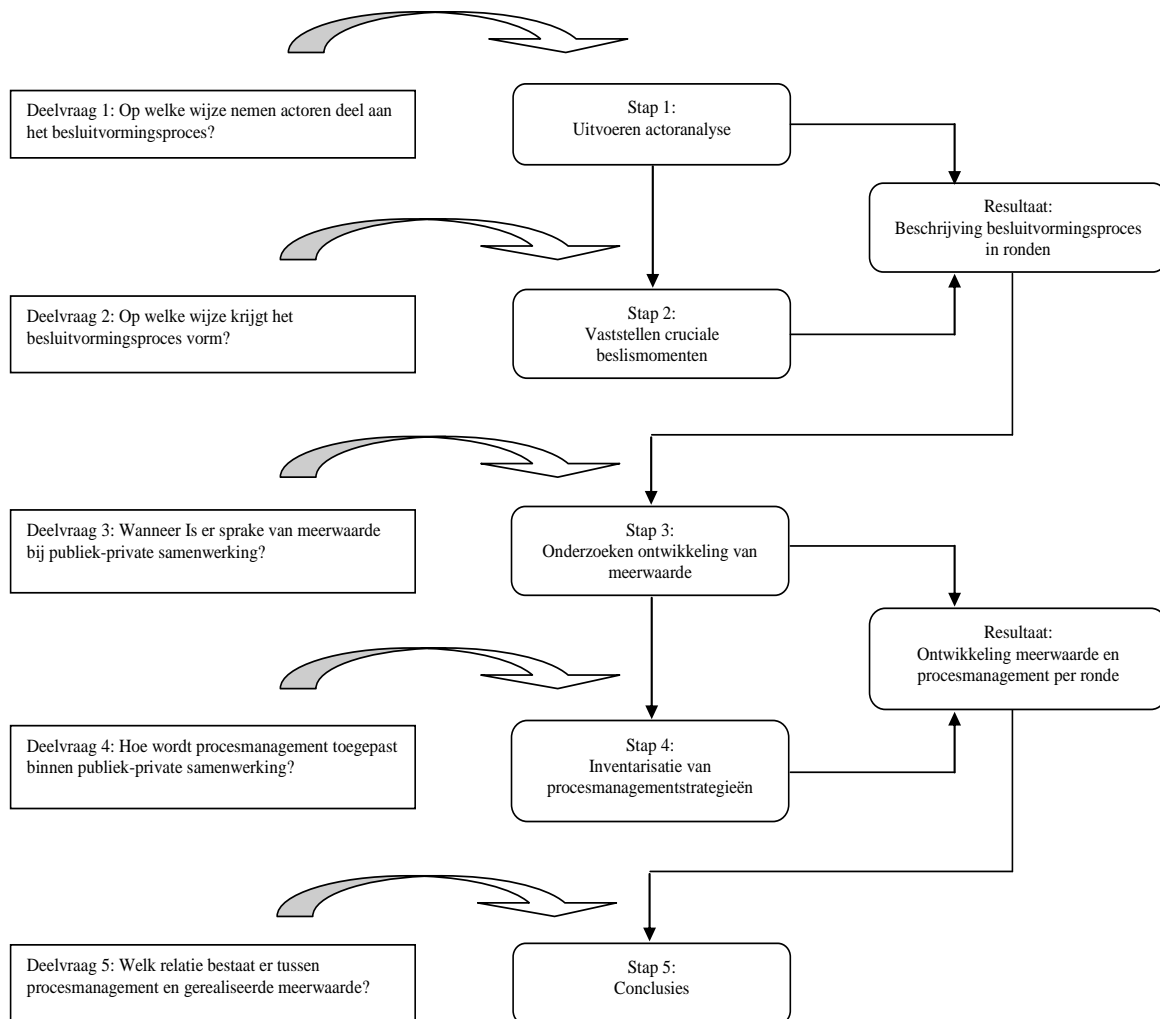 Deelvraag 1: Op welke wijze nemen actoren deel aan
het besluitvormingsproces?
Stap 1:
Uitvoeren actoranalyse
Resultaat:
Beschrijving besluitvormingsproces
in ronden
Deelvraag 2: Op welke wijze krijgt het
besluitvormingsproces vorm?
Stap 2:
Vaststellen cruciale
beslismomenten
Deelvraag 3: Wanneer Is er sprake van meerwaarde
bij publiek-private samenwerking?
Stap 3:
Onderzoeken ontwikkeling van
meerwaarde
Resultaat:
Ontwikkeling meerwaarde en
procesmanagement per ronde
Deelvraag 4: Hoe wordt procesmanagement toegepast
binnen publiek-private samenwerking?
Stap 4:
Inventarisatie van
procesmanagementstrategieën
Deelvraag 5: Welk relatie bestaat er tussen
procesmanagement en gerealiseerde meerwaarde?
Stap 5:
Conclusies